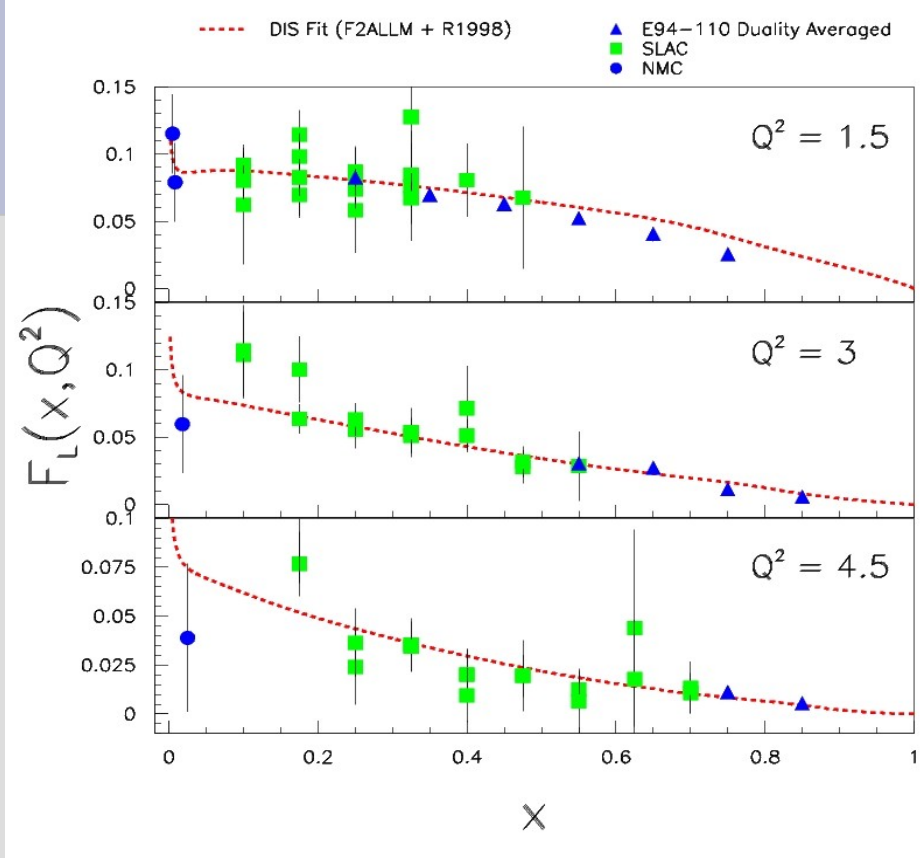 DIS Fit (F2ALLM + R1998)
E94-110 Duality Averaged
SLAC
NMC
F_L(x,Q²)
0.15
0.1
0.05
0
Q² = 1.5
0.15
0.1
0.05
0
Q² = 3
0.1
0.075
0.05
0.025
0
Q² = 4.5
0 0.2 0.4 0.6 0.8 1
X